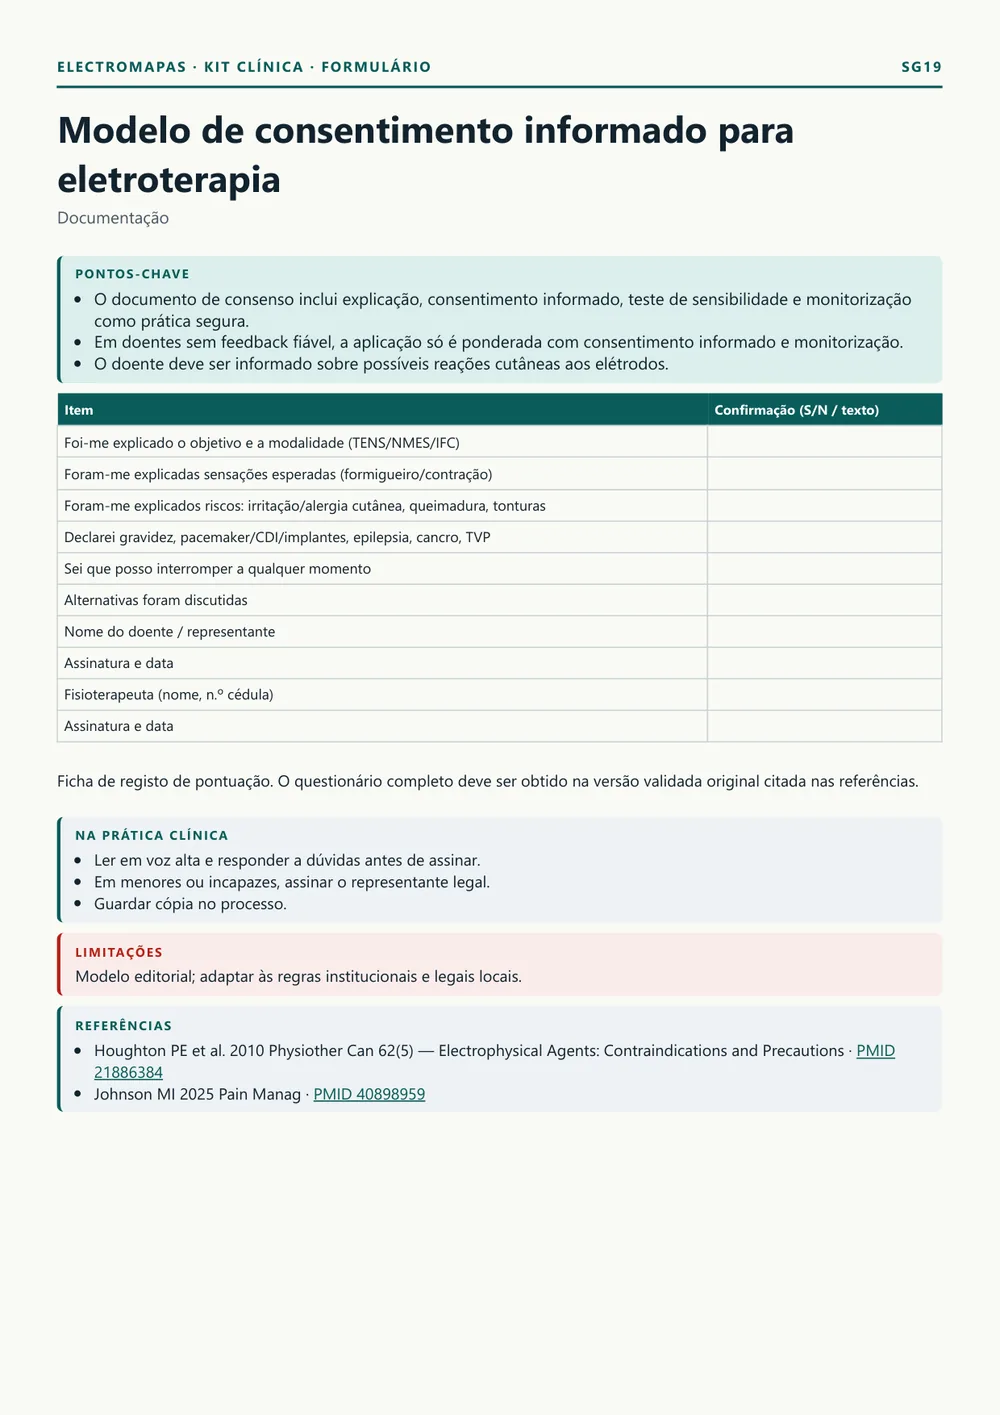 ELECTROMAPAS · KIT CLÍNICA · FORMULÁRIO SG19
Modelo de consentimento informado para
eletroterapia
Documentação
PONTOS-CHAVE
• O documento de consenso inclui explicação, consentimento informado, teste de sensibilidade e monitorização
como prática segura.
• Em doentes sem feedback fiável, a aplicação só é ponderada com consentimento informado e monitorização.
• O doente deve ser informado sobre possíveis reações cutâneas aos elétrodos.
Item Confirmação (S/N / texto)
Foi-me explicado o objetivo e a modalidade (TENS/NMES/IFC)
Foram-me explicadas sensações esperadas (formigueiro/contração)
Foram-me explicados riscos: irritação/alergia cutânea, queimadura, tonturas
Declarei gravidez, pacemaker/CDI/implantes, epilepsia, cancro, TVP
Sei que posso interromper a qualquer momento
Alternativas foram discutidas
Nome do doente / representante
Assinatura e data
Fisioterapeuta (nome, n.º cédula)
Assinatura e data
Ficha de registo de pontuação. O questionário completo deve ser obtido na versão validada original citada nas referências.
NA PRÁTICA CLÍNICA
• Ler em voz alta e responder a dúvidas antes de assinar.
• Em menores ou incapazes, assinar o representante legal.
• Guardar cópia no processo.
LIMITAÇÕES
Modelo editorial; adaptar às regras institucionais e legais locais.
REFERÊNCIAS
• Houghton PE et al. 2010 Physiother Can 62(5) — Electrophysical Agents: Contraindications and Precautions · PMID
21886384
• Johnson MI 2025 Pain Manag · PMID 40898959